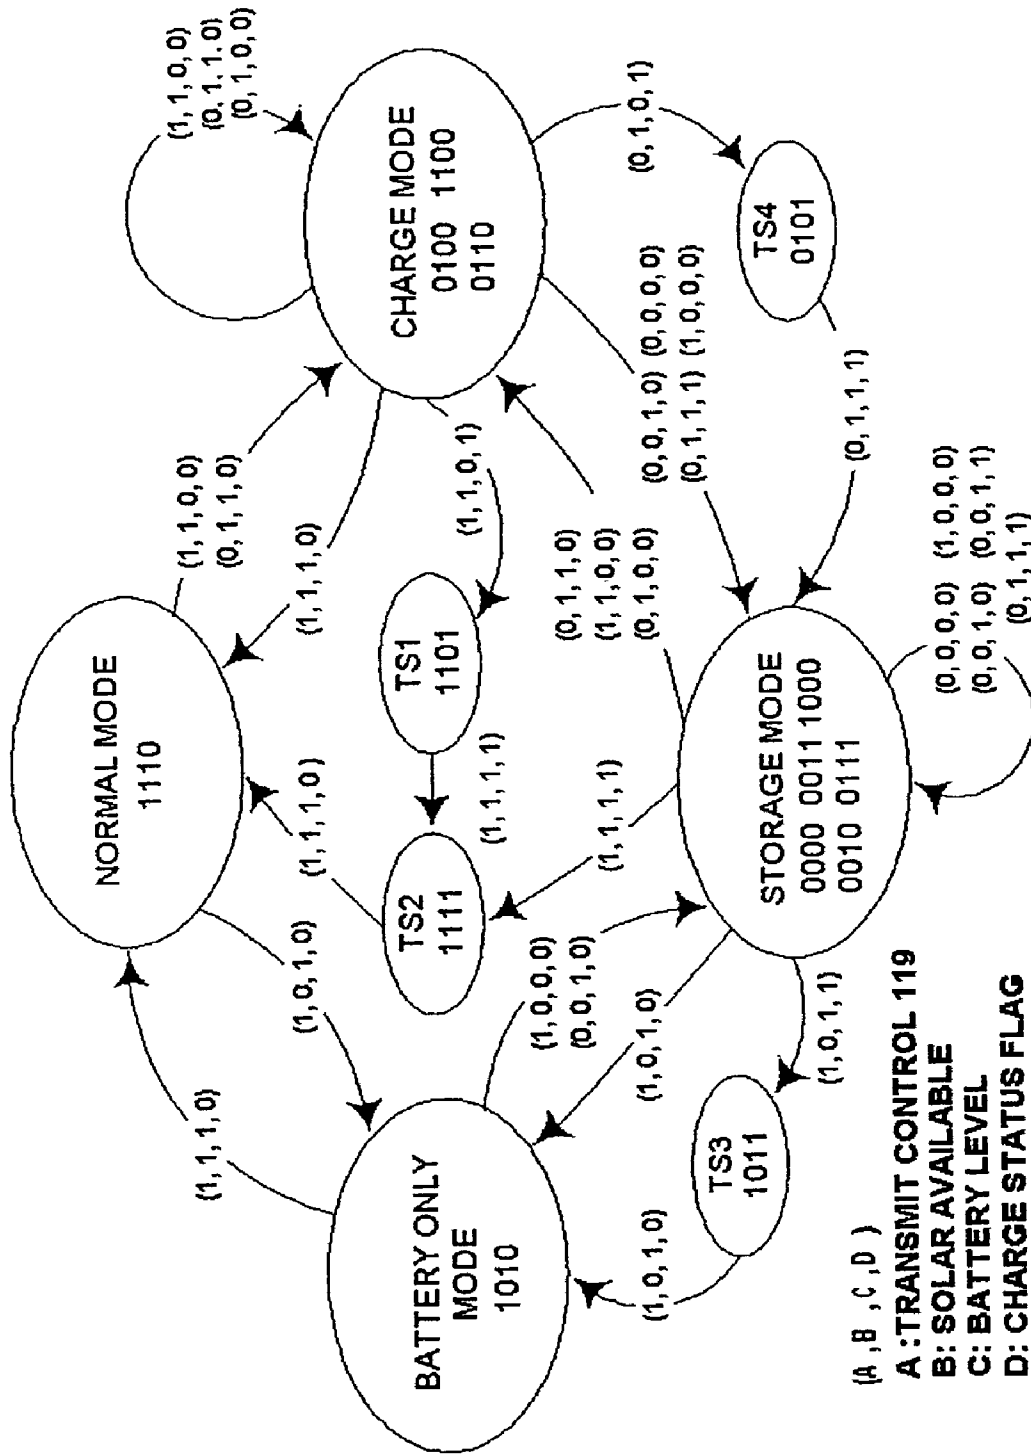 NORMAL MODE
1110
(1,1,0,0)
(0,1,1,0)
(1,1,0,0)
(0,1,1,0)
(0,1,0,0)
CHARGE MODE
0100 1100
0110
(1,1,1,0)
(1,1,0,1)
(0,1,0,1)
TS4
0101
(0,1,1,1)
(0,0,1,0) (0,0,0,0)
(0,1,1,1) (1,0,0,0)
(0,1,1,0)
(1,1,0,0)
(0,1,0,0)
TS1
1101
(1,1,1,1)
TS2
1111
(1,1,1,0)
(1,1,1,1)
(1,1,1,0)
(1,0,1,0)
BATTERY ONLY
MODE
1010
(1,0,0,0)
(0,0,1,0)
(1,0,1,0)
STORAGE MODE
0000 0011 1000
0010 0111
(0,0,0,0) (1,0,0,0)
(0,0,1,0) (0,0,1,1)
(0,1,1,1)
(1,0,1,1)
TS3
1011
(1,0,1,0)
(A,B,C,D)
A:TRANSMIT CONTROL 119
B: SOLAR AVAILABLE
C: BATTERY LEVEL
D: CHARGE STATUS FLAG